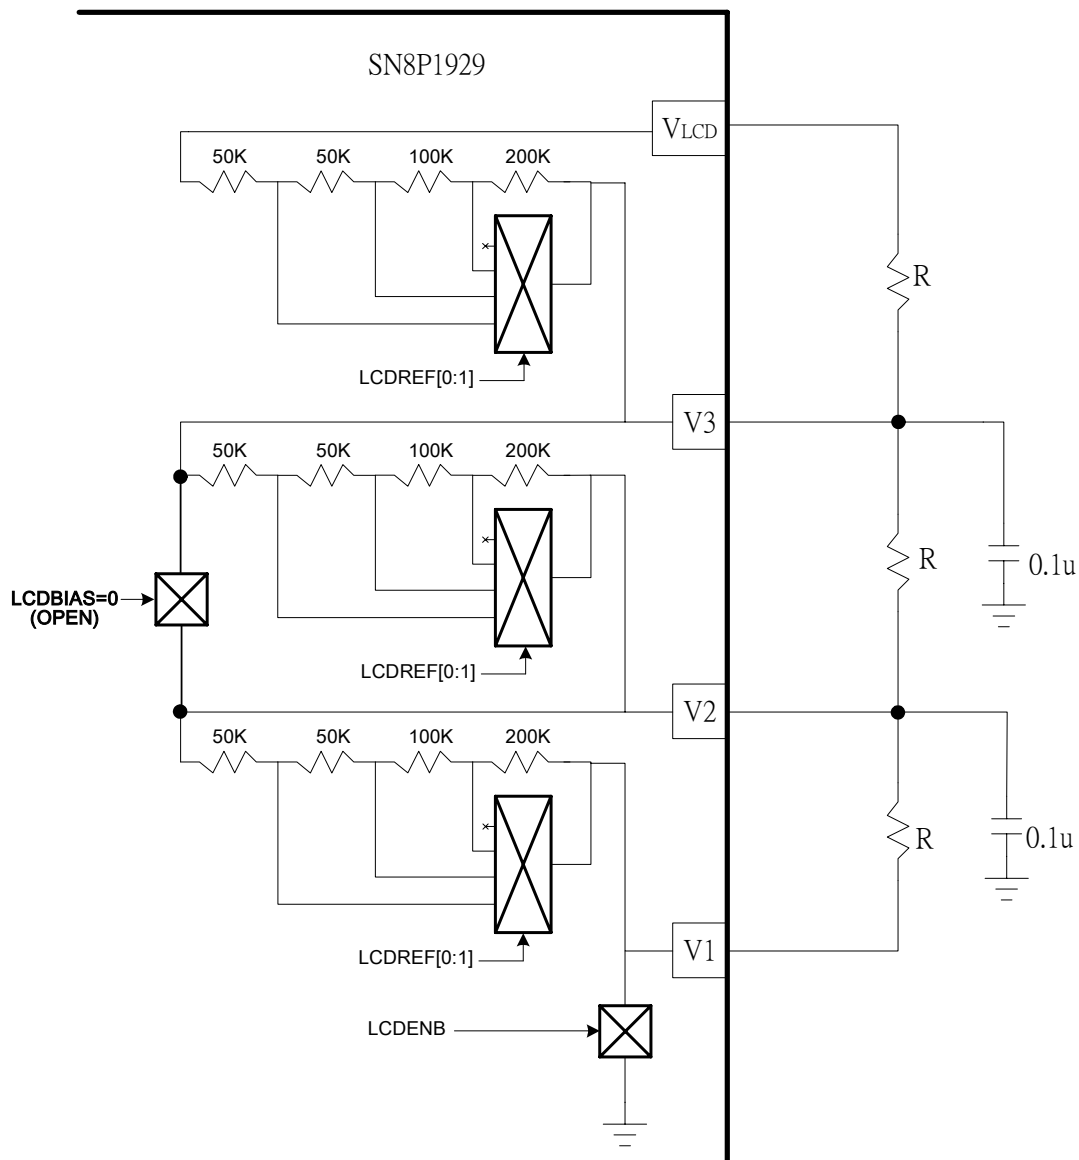 SN8P1929
VLCD
50K 50K 100K 200K
R
LCDREF[0:1]
V3
50K 50K 100K 200K
R
0.1u
LCDBIAS=0
(OPEN)
LCDREF[0:1]
V2
50K 50K 100K 200K
R
0.1u
LCDREF[0:1]
V1
LCDENB